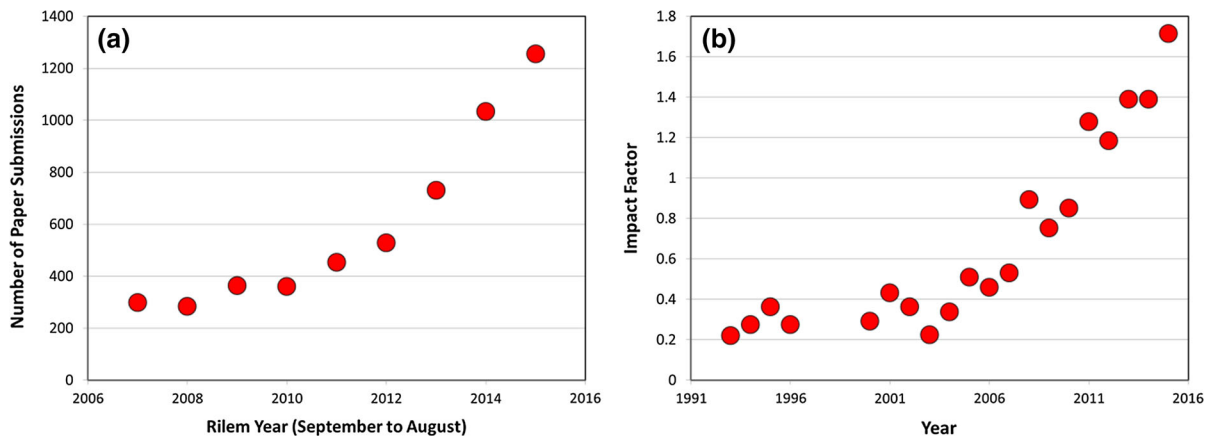 (a)
Number of Paper Submissions
1400
1200
1000
800
600
400
200
0
2006 2008 2010 2012 2014 2016
Rilem Year (September to August)
(b)
Impact Factor
1.8
1.6
1.4
1.2
1
0.8
0.6
0.4
0.2
0
1991 1996 2001 2006 2011 2016
Year